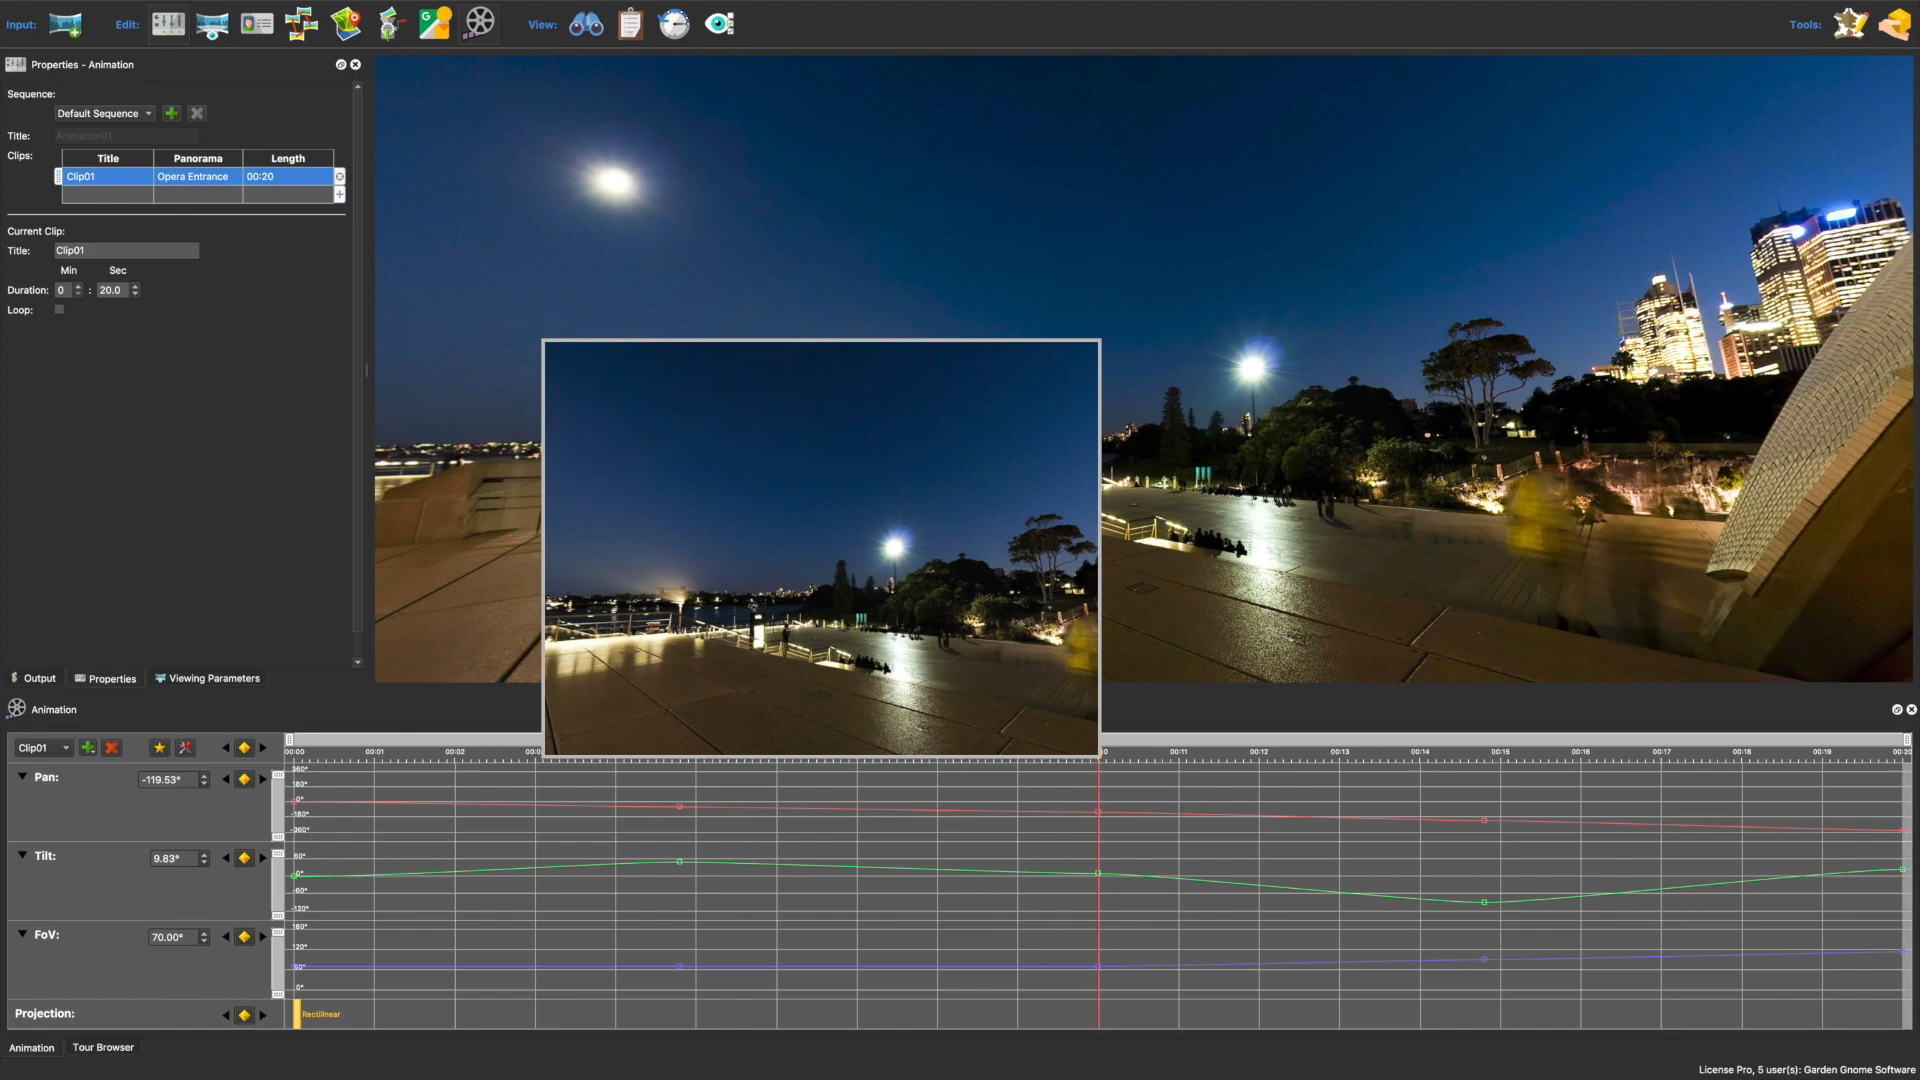 Input:
Edit:
View:
Tools:
Properties - Animation
Sequence:
Default Sequence
Title: Animation01
Clips:
Title Panorama Length
Clip01 Opera Entrance 00:20
Current Clip:
Title: Clip01
Min Sec
Duration: 0 : 20.0
Loop:
Output Properties Viewing Parameters
Animation
Clip01
00:00 00:01 00:02 00:11 00:12 00:13 00:14 00:15 00:16 00:17 00:18 00:19 00:20
Pan: -119.53°
360°
180°
0°
-180°
-360°
Tilt: 9.83°
60°
0°
-60°
-120°
FoV: 70.00°
180°
120°
60°
0°
Projection: Rectilinear
Animation Tour Browser
License Pro, 5 user(s): Garden Gnome Software